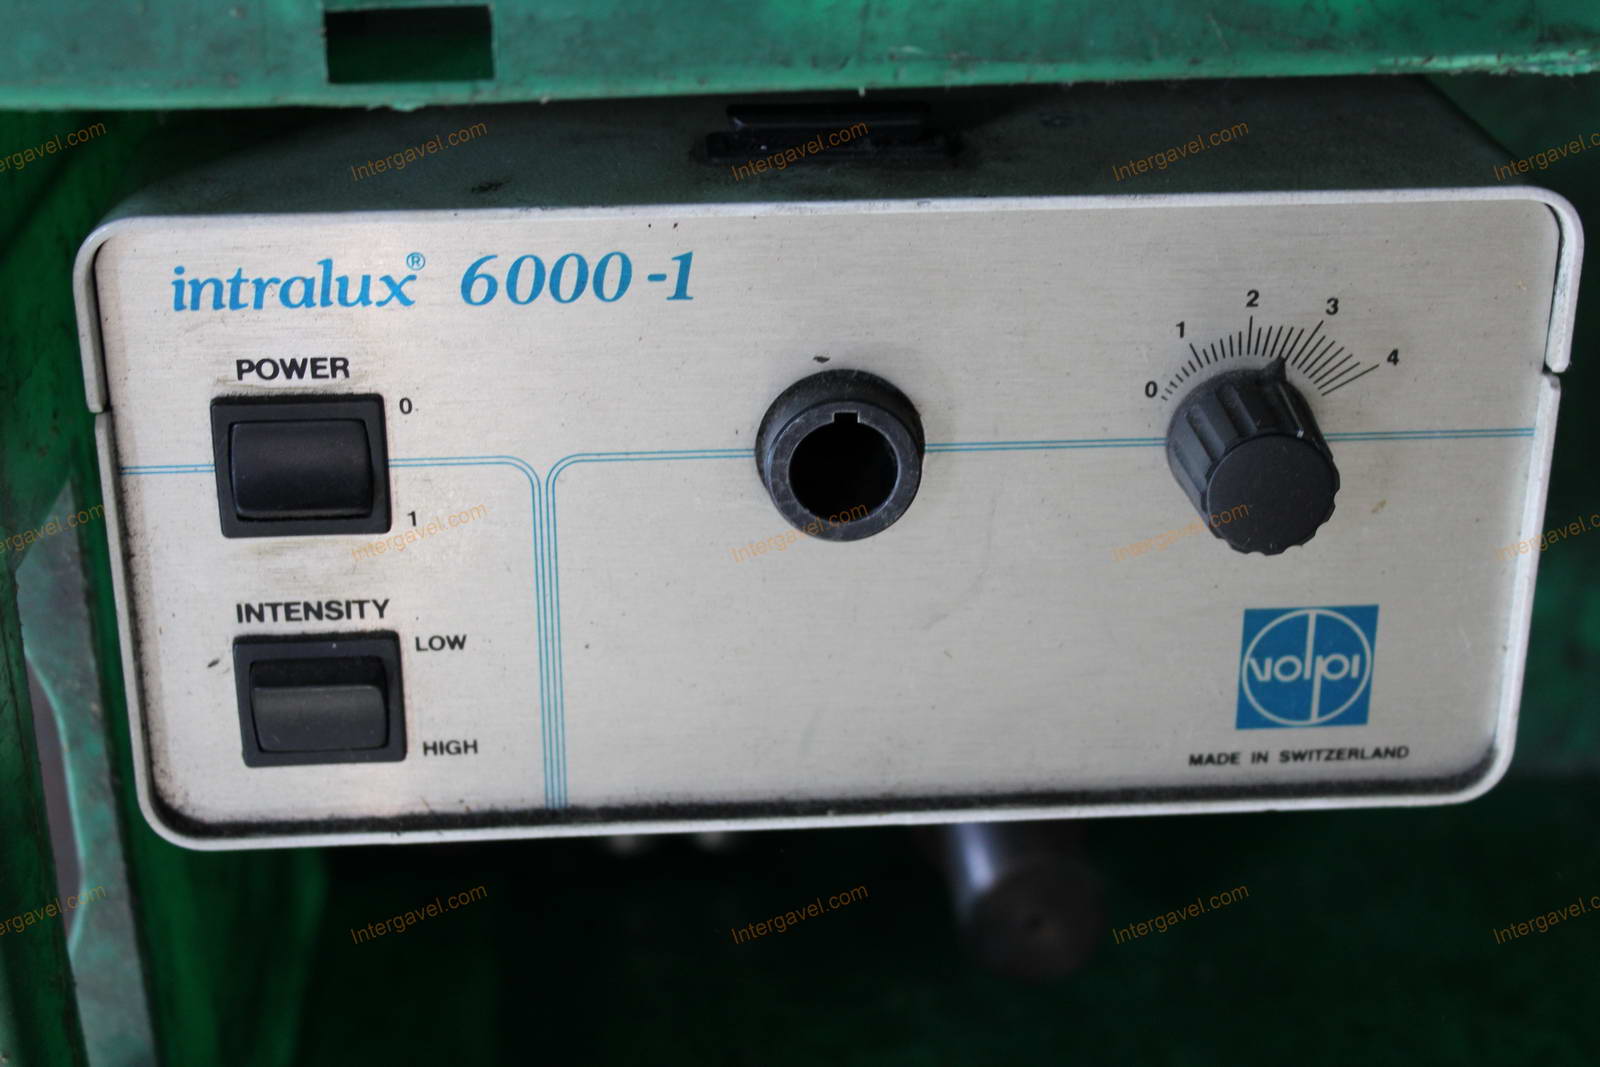 intralux® 6000-1
POWER
0
1
INTENSITY
LOW
HIGH
0 1 2 3 4
volpi
MADE IN SWITZERLAND
Intergavel.com